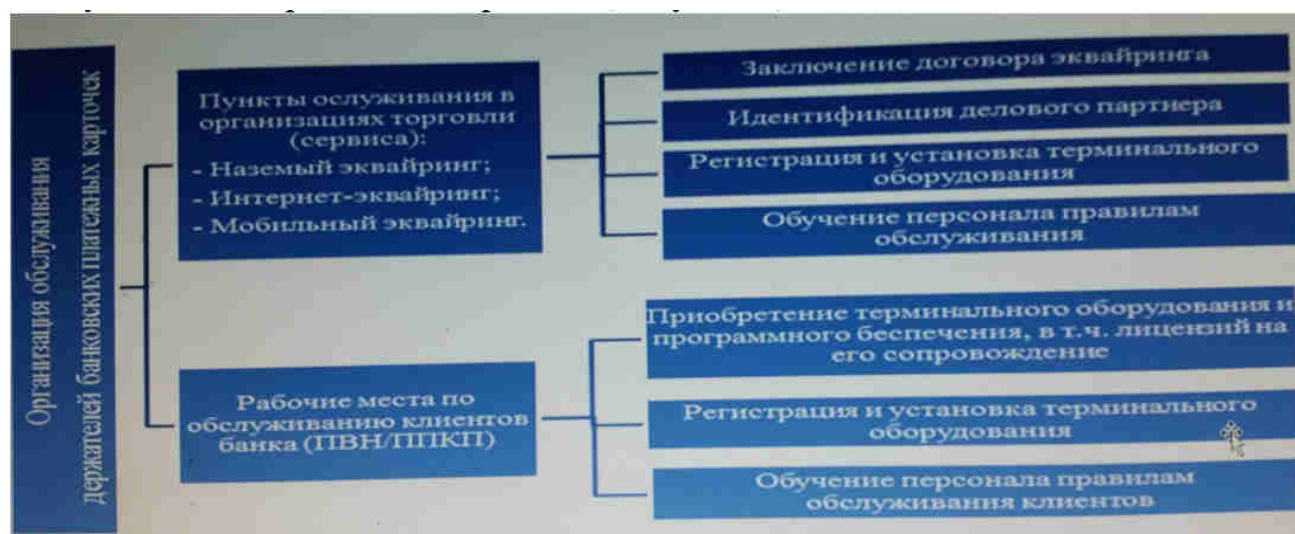 Организация обслуживания
держателей банковских платежных карточек
Пункты ослуживания в
организациях торговли
(сервиса):
- Наземый эквайринг;
- Интернет-эквайринг;
- Мобильный эквайринг.
Заключение договора эквайринга
Идентификация делового партнера
Регистрация и установка терминального
оборудования
Обучение персонала правилам
обслуживания
Рабочие места по
обслуживанию клиентов
банка (ПВН/ППКП)
Приобретение терминального оборудования и
программного беспечения, в т.ч. лицензий на
его сопровождение
Регистрация и установка терминального
оборудования
Обучение персонала правилам
обслуживания клиентов